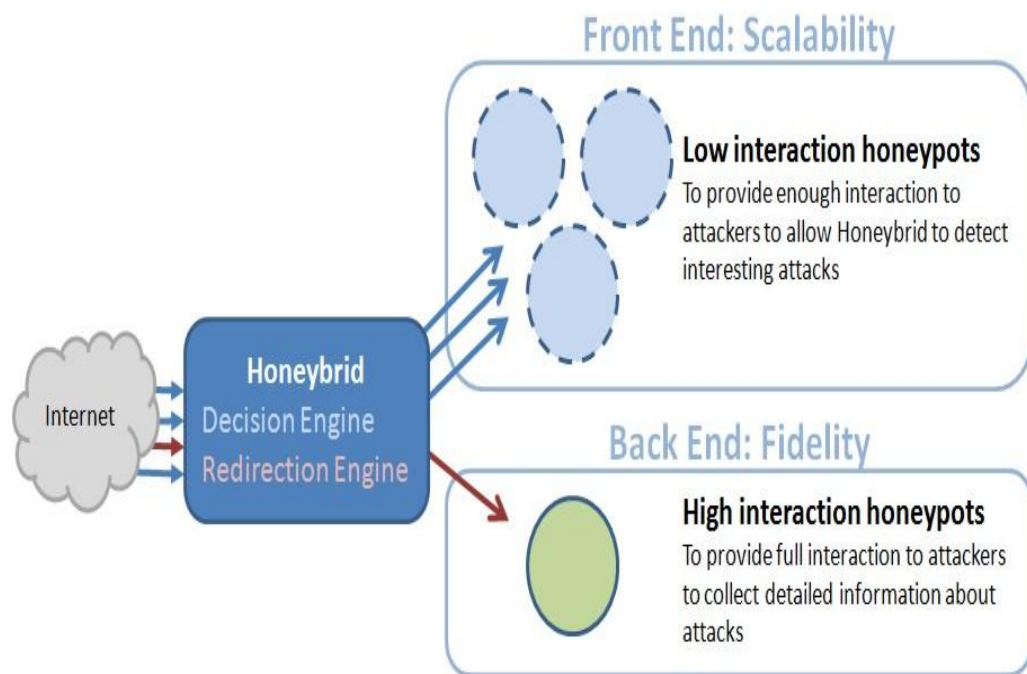 Front End: Scalability
Low interaction honeypots
To provide enough interaction to
attackers to allow Honeybrid to detect
interesting attacks
Internet
Honeybrid
Decision Engine
Redirection Engine
Back End: Fidelity
High interaction honeypots
To provide full interaction to attackers
to collect detailed information about
attacks